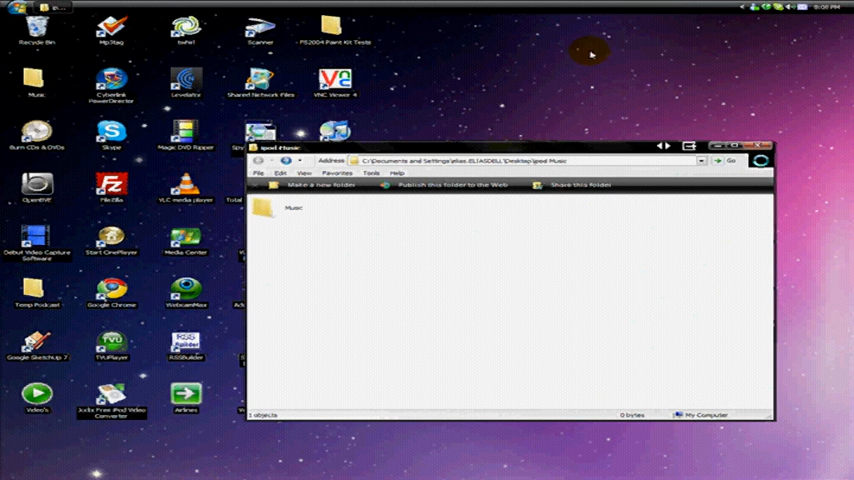 9:08 PM
Recycle Bin
Mp3tag
Scanner
FS2004 Paint Kit Tests
Music
Cyberlink PowerDirector
Levelator
Shared Network Files
VNC Viewer 4
Burn CDs & DVDs
Skype
Magic DVD Ripper
ipod Music
Address
C:\Documents and Settings\elias.ELIASDELL\Desktop\ipod Music
Go
File Edit View Favorites Tools Help
Make a new folder
Publish this folder to the Web
Share this folder
Music
OpenBVE
FileZilla
VLC media player
Total
Debut Video Capture Software
Start OnePlayer
Media Center
Temp Podcast
Google Chrome
WebcamMax
Google SketchUp 7
TVUPlayer
RSSBuilder
Video's
Free iPod Video Converter
Airlines
1 objects
0 bytes
My Computer